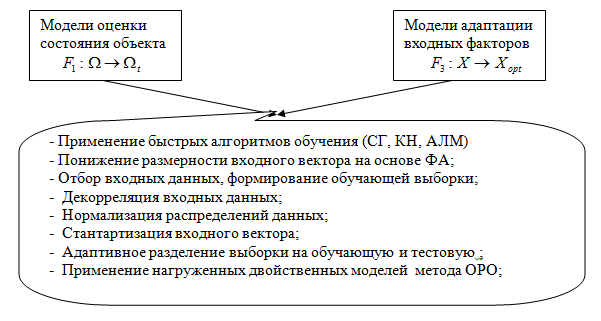 Модели оценки
состояния объекта
F₁ : Ω → Ωₜ
Модели адаптации
входных факторов
F₃ : X → Xₒₚₜ
- Применение быстрых алгоритмов обучения (СГ, КН, АЛМ)
- Понижение размерности входного вектора на основе ФА;
- Отбор входных данных, формирование обучающей выборки;
- Декорреляция входных данных;
- Нормализация распределений данных;
- Стантартизация входного вектора;
- Адаптивное разделение выборки на обучающую и тестовую ;
- Применение нагруженных двойственных моделей метода ОРО;